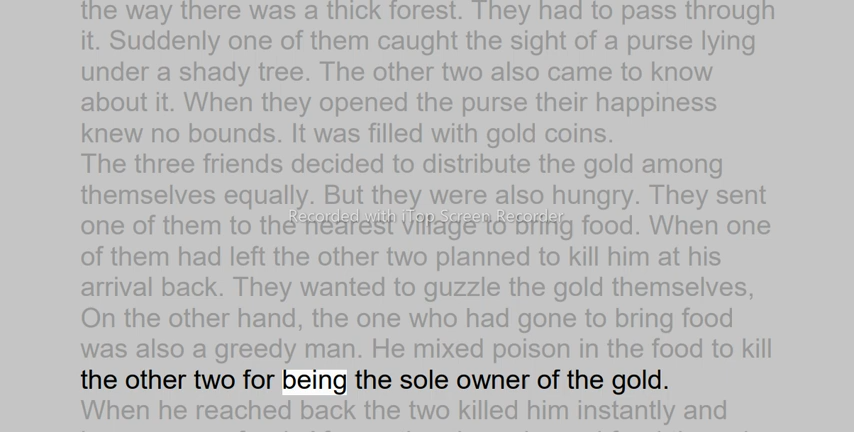 the way there was a thick forest. They had to pass through
it. Suddenly one of them caught the sight of a purse lying
under a shady tree. The other two also came to know
about it. When they opened the purse their happiness
knew no bounds. It was filled with gold coins.
The three friends decided to distribute the gold among
themselves equally. But they were also hungry. They sent
Recorded with iTop Screen Recorder
one of them to the nearest village to bring food. When one
of them had left the other two planned to kill him at his
arrival back. They wanted to guzzle the gold themselves,
On the other hand, the one who had gone to bring food
was also a greedy man. He mixed poison in the food to kill
the other two for being the sole owner of the gold.
When he reached back the two killed him instantly and